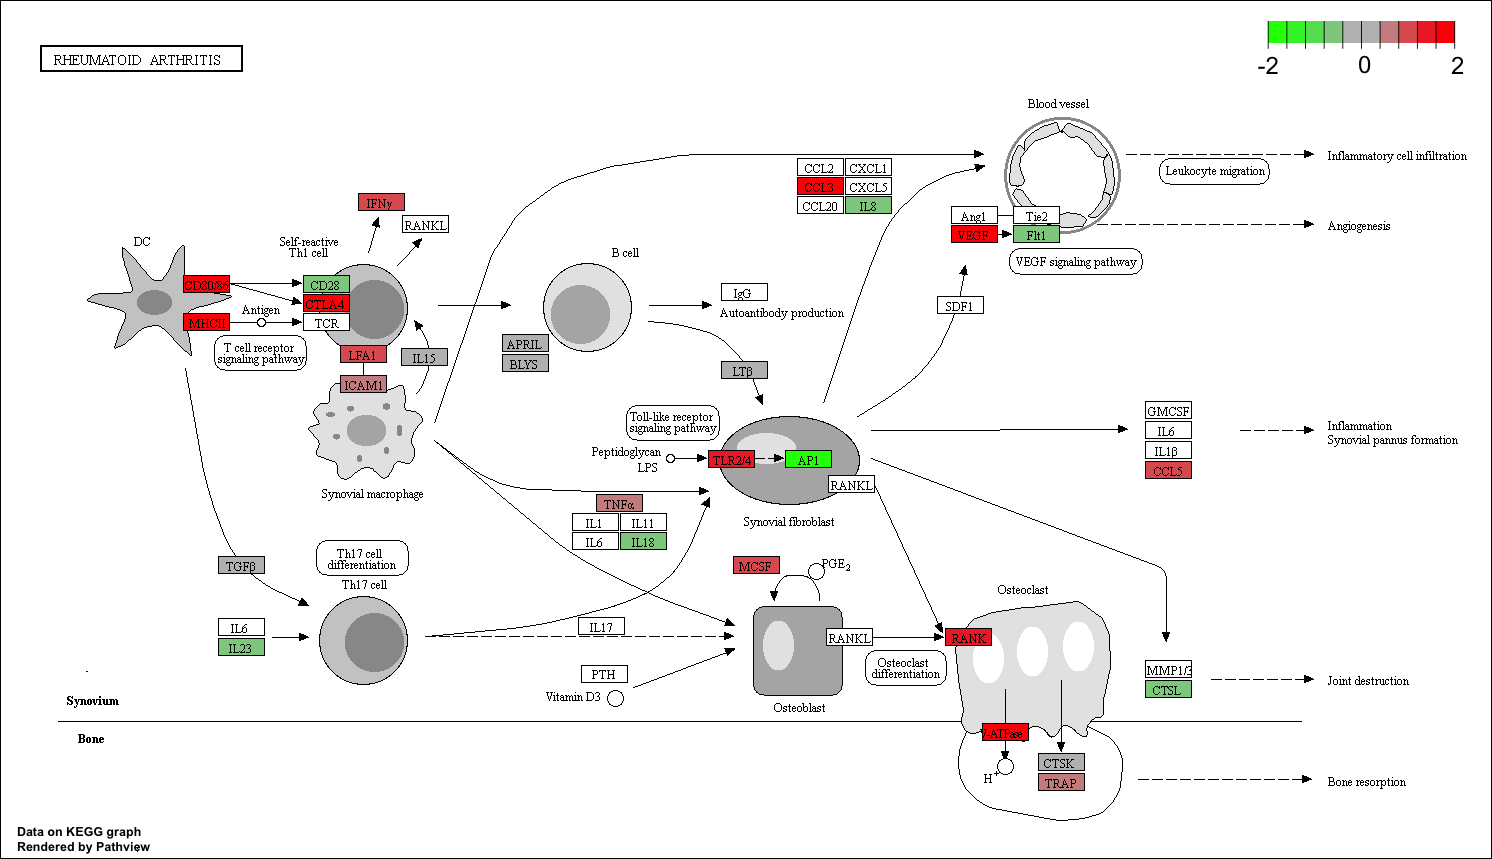 RHEUMATOID ARTHRITIS
-2 0 2
Blood vessel
Inflammatory cell infiltration
Leukocyte migration
CCL2 CXCL1
CCL3 CXCL5
CCL20 IL8
IFNγ
RANKL
Ang1 Tie2
VEGF Flt1
Angiogenesis
VEGF signaling pathway
DC
Self-reactive
Th1 cell
B cell
CD80/86
CD28
CTLA4
Antigen
MHCII
TCR
T cell receptor
signaling pathway
IgG
Autoantibody production
SDF1
LFA1
IL15
ICAM1
APRIL
BLYS
LTβ
Synovial macrophage
Toll-like receptor
signaling pathway
Peptidoglycan
LPS
TLR2/4
AP1
RANKL
Synovial fibroblast
GMCSF
IL6
IL1β
CCL5
Inflammation
Synovial pannus formation
TNFα
IL1 IL11
IL6 IL18
TGFβ
Th17 cell
differentiation
Th17 cell
IL6
IL23
IL17
PTH
Vitamin D3
MCSF
PGE2
RANKL
Osteoblast
RANK
Osteoclast
differentiation
Osteoclast
MMP1/3
CTSL
Joint destruction
Synovium
Bone
V-ATPase
H+
CTSK
TRAP
Bone resorption
Data on KEGG graph
Rendered by Pathview